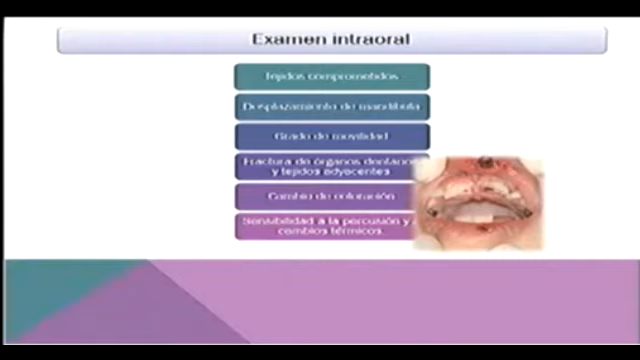 Examen intraoral
Tejidos comprometidos
Desplazamiento de mandíbula
Grado de movilidad
Fractura de órganos dentarios
y tejidos adyacentes
Cambio de coloración
Sensibilidad a la percusión y
cambios térmicos.